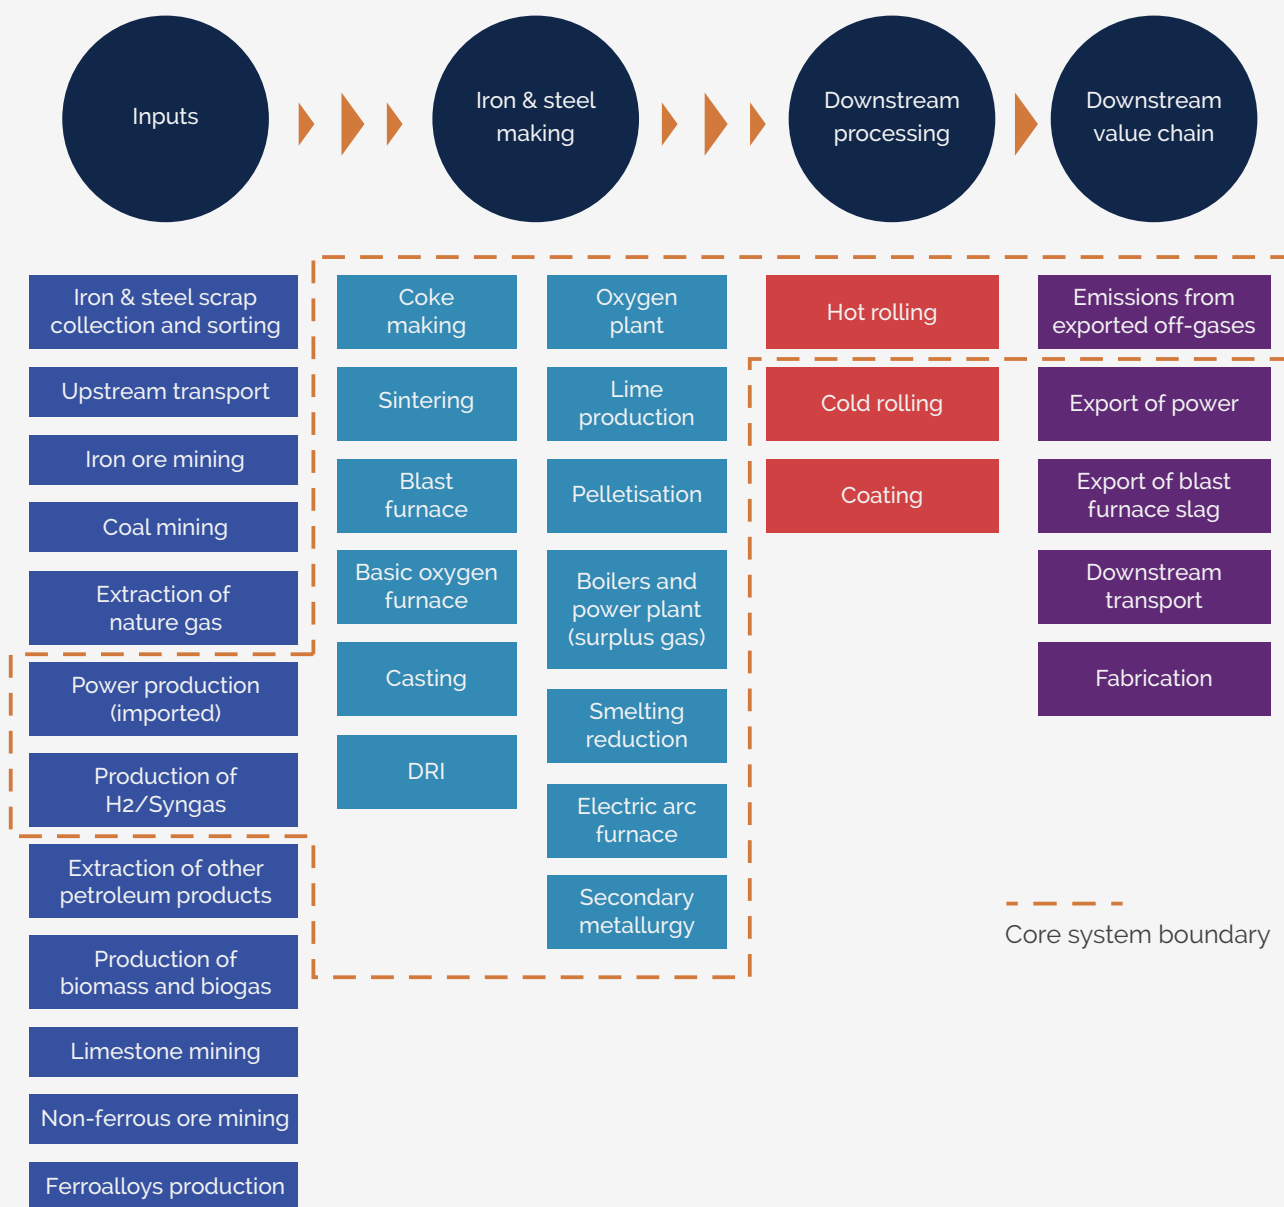 Inputs
Iron & steel
making
Downstream
processing
Downstream
value chain
Iron & steel scrap
collection and sorting
Upstream transport
Iron ore mining
Coal mining
Extraction of
nature gas
Power production
(imported)
Production of
H2/Syngas
Extraction of other
petroleum products
Production of
biomass and biogas
Limestone mining
Non-ferrous ore mining
Ferroalloys production
Coke
making
Sintering
Blast
furnace
Basic oxygen
furnace
Casting
DRI
Oxygen
plant
Lime
production
Pelletisation
Boilers and
power plant
(surplus gas)
Smelting
reduction
Electric arc
furnace
Secondary
metallurgy
Hot rolling
Cold rolling
Coating
Emissions from
exported off-gases
Export of power
Export of blast
furnace slag
Downstream
transport
Fabrication
Core system boundary